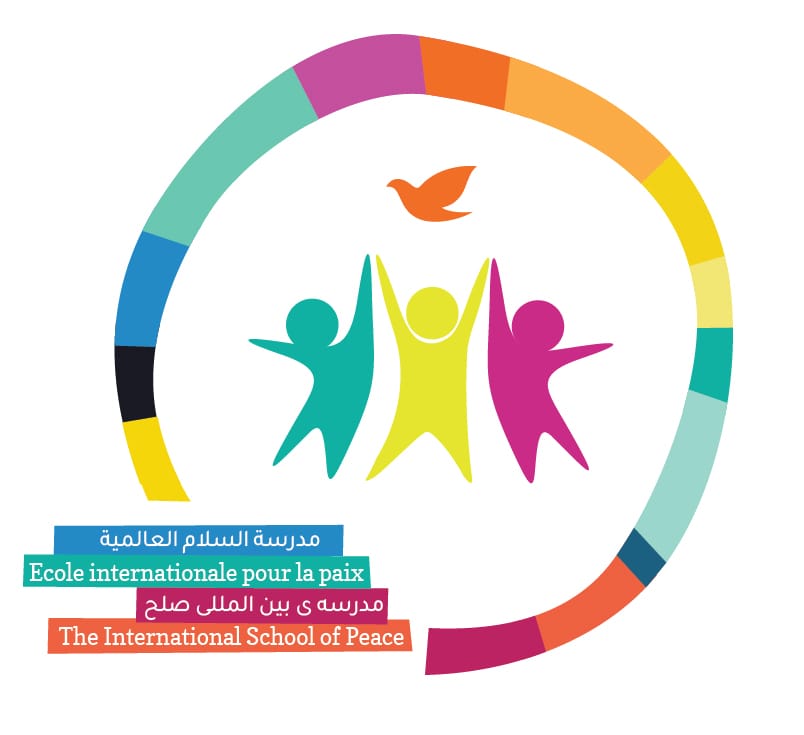 مدرسة السلام العالمية
Ecole internationale pour la paix
مدرسه ی بین المللی صلح
The International School of Peace